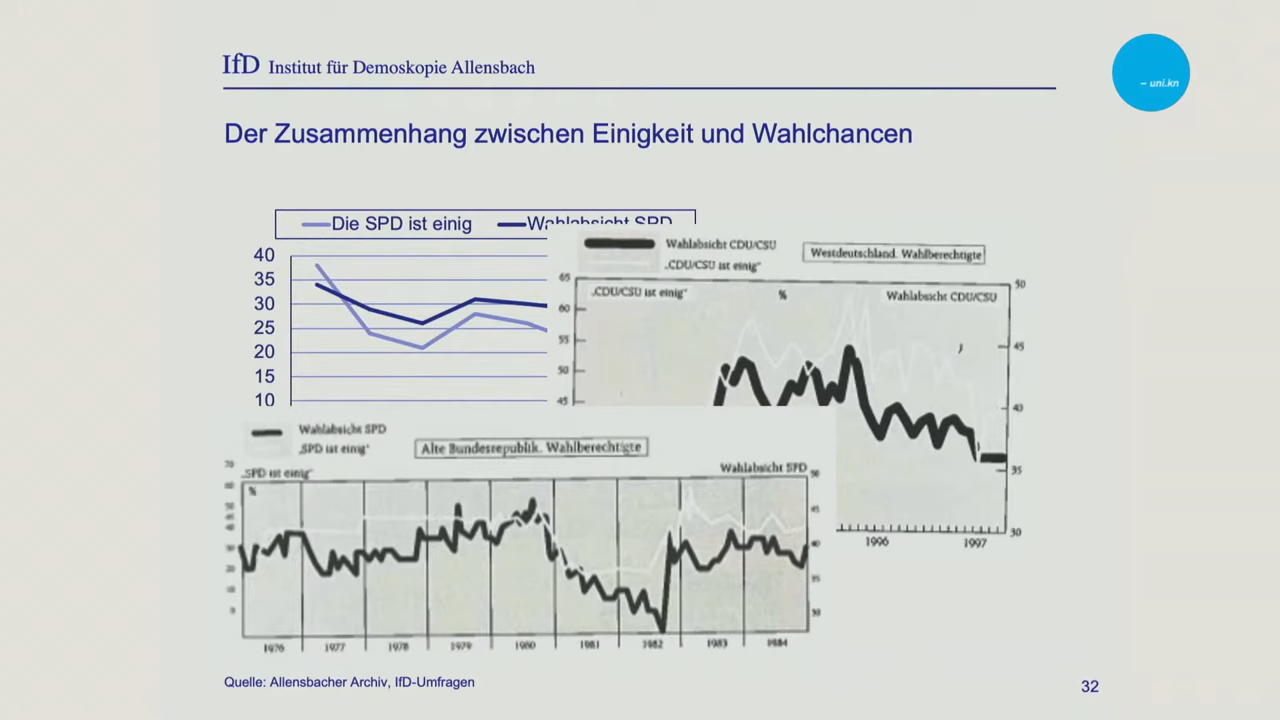 IfD Institut für Demoskopie Allensbach
– uni.kn
Der Zusammenhang zwischen Einigkeit und Wahlchancen
Die SPD ist einig
Wahlabsicht SPD
40
35
30
25
20
15
10
Wahlabsicht CDU/CSU
„CDU/CSU ist einig“
Westdeutschland. Wahlberechtigte
„CDU/CSU ist einig“
%
Wahlabsicht CDU/CSU
65
60
55
50
45
50
45
40
35
30
1996
1997
Wahlabsicht SPD
„SPD ist einig“
Alte Bundesrepublik. Wahlberechtigte
„SPD ist einig“
Wahlabsicht SPD
%
1976
1977
1978
1979
1980
1981
1982
1983
1984
Quelle: Allensbacher Archiv, IfD-Umfragen
32